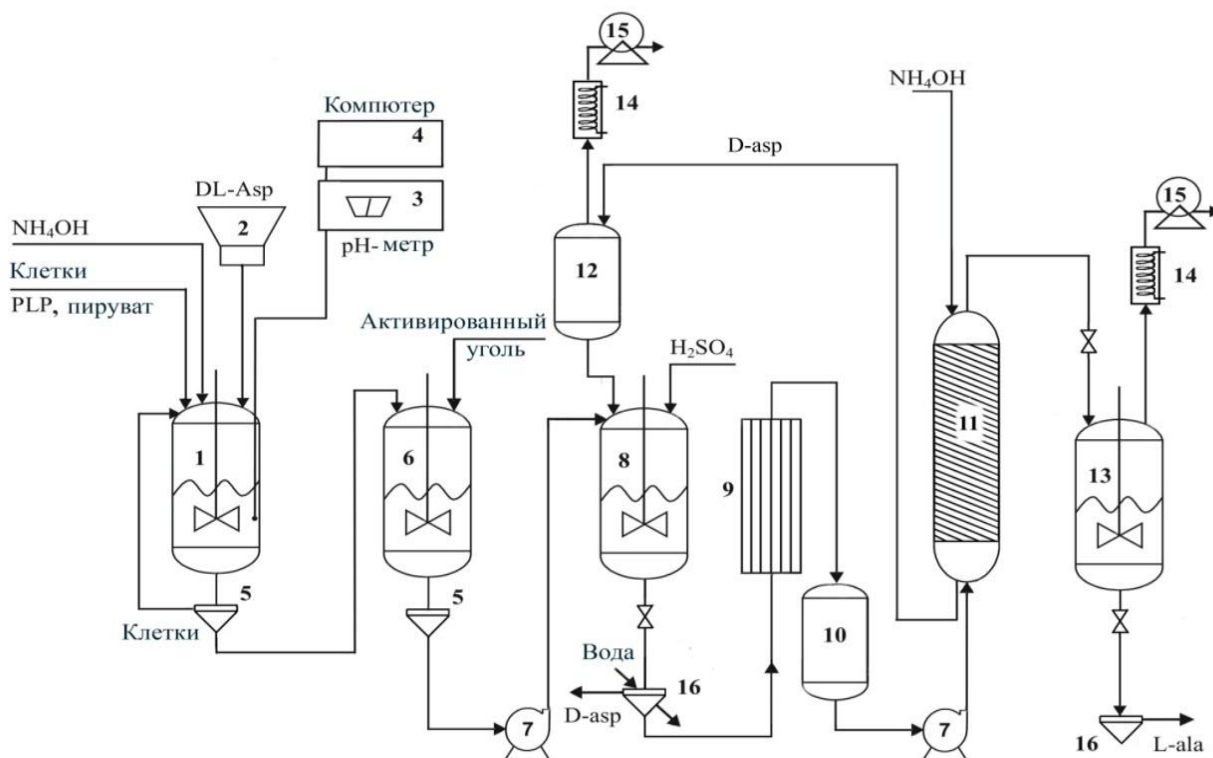 15
NH₄OH
14
Компьютер
4
D-asp
DL-Asp
3
15
2
NH₄OH
pH- метр
12
Клетки
14
PLP, пируват
Активированный
уголь
H₂SO₄
11
1
6
8
9
13
5
5
10
Клетки
Вода
16
D-asp
7
7
16
L-ala